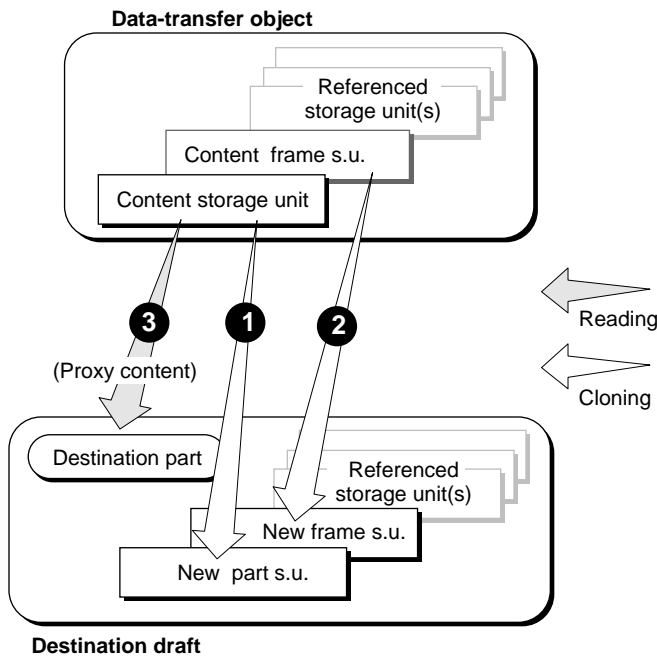 Data-transfer object
Referenced
storage unit(s)
Content frame s.u.
Content storage unit
3
1
2
Reading
(Proxy content)
Cloning
Destination part
Referenced
storage unit(s)
New frame s.u.
New part s.u.
Destination draft